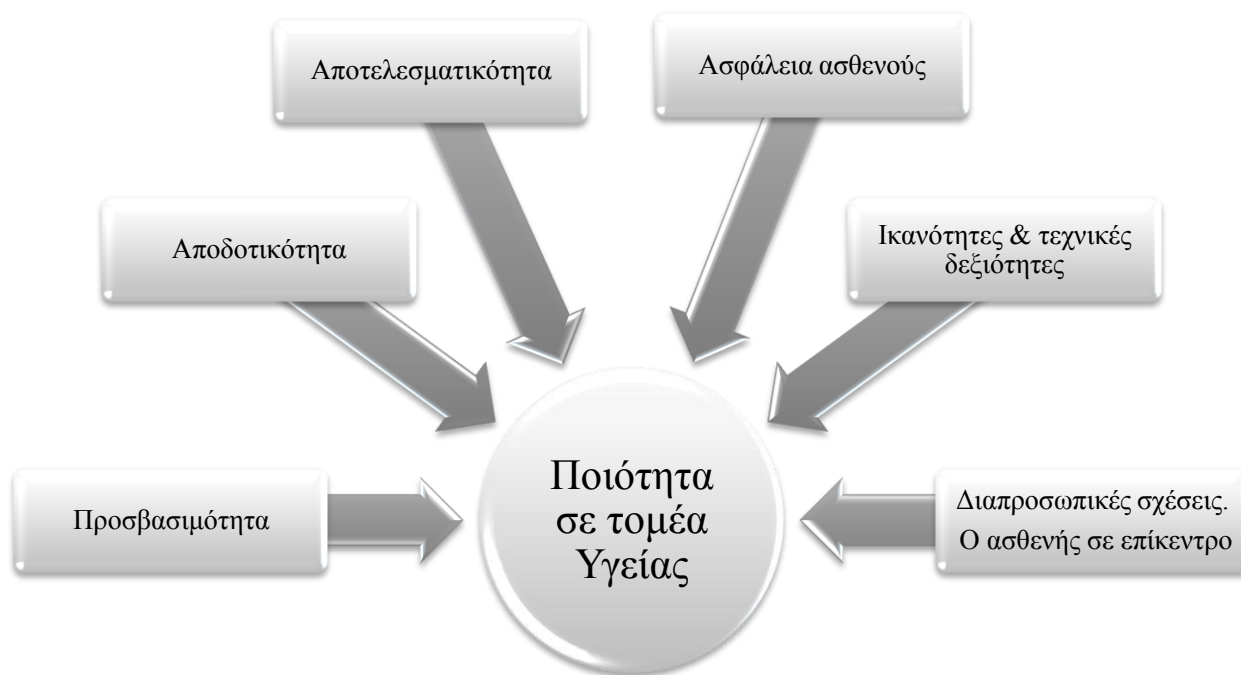 Αποτελεσματικότητα
Ασφάλεια ασθενούς
Αποδοτικότητα
Ικανότητες & τεχνικές
δεξιότητες
Προσβασιμότητα
Ποιότητα
σε τομέα
Υγείας
Διαπροσωπικές σχέσεις.
Ο ασθενής σε επίκεντρο